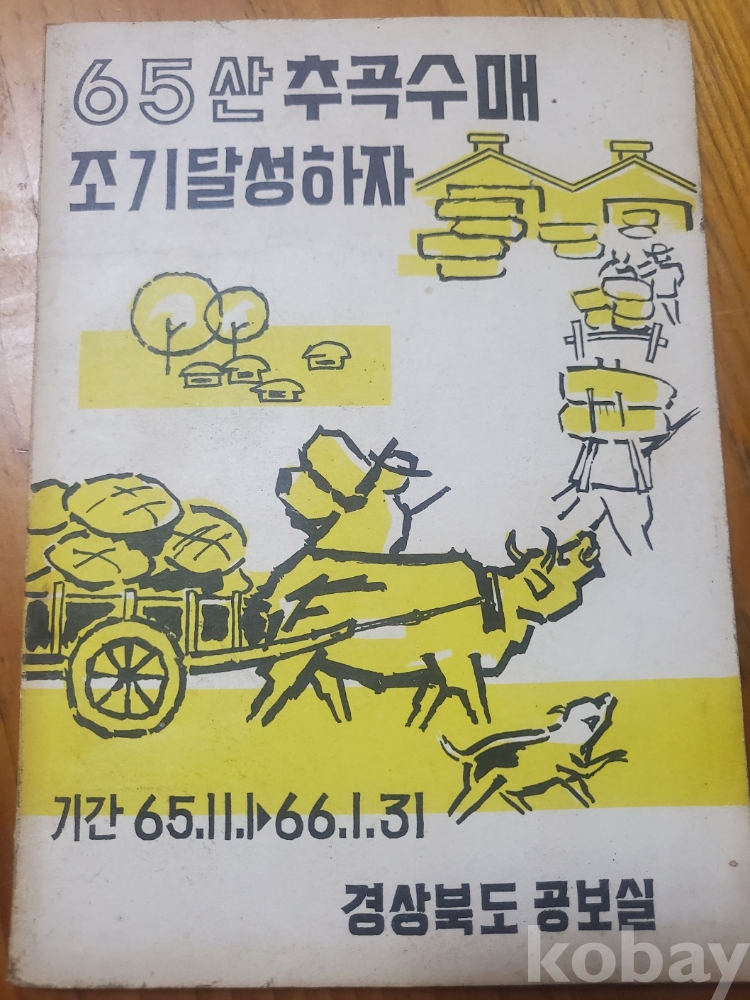 65산 추곡수매
조기달성하자
기간 65.11.1▶66.1.31
경상북도 공보실
kobay